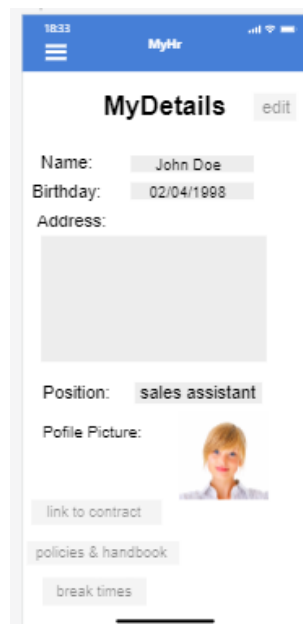 18:33
MyHr
MyDetails edit
Name: John Doe
Birthday: 02/04/1998
Address:
Position: sales assistant
Pofile Picture:
link to contract
policies & handbook
break times